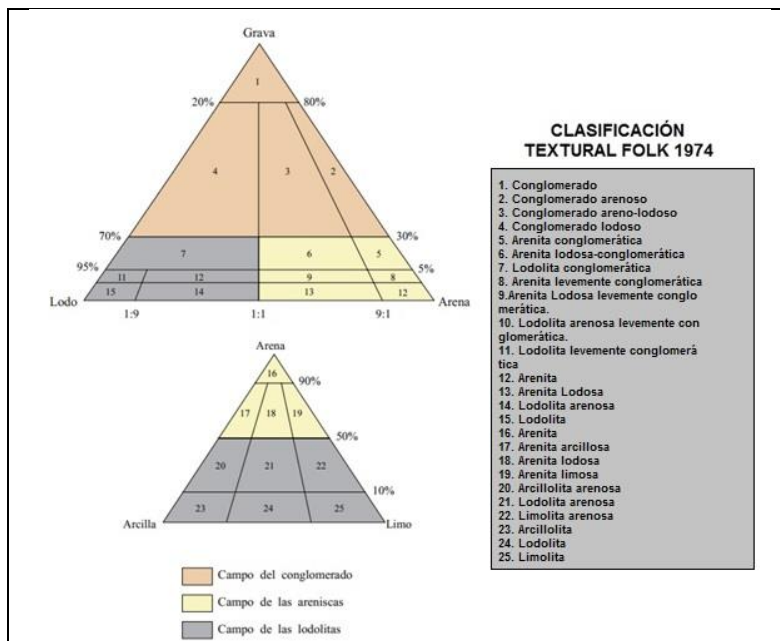 Grava
1
20%
80%
4
3
2
70%
30%
7
6
5
95%
5%
11
12
9
8
15
14
13
12
Lodo
Arena
1:9
1:1
9:1
Arena
16
90%
17
18
19
50%
20
21
22
10%
23
24
25
Arcilla
Limo
Campo del conglomerado
Campo de las areniscas
Campo de las lodolitas
CLASIFICACIÓN
TEXTURAL FOLK 1974
1. Conglomerado
2. Conglomerado arenoso
3. Conglomerado areno-lodoso
4. Conglomerado lodoso
5. Arenita conglomerática
6. Arenita lodosa-conglomerática
7. Lodolita conglomerática
8. Arenita levemente conglomerática
9.Arenita Lodosa levemente conglo
merática.
10. Lodolita arenosa levemente con
glomerática.
11. Lodolita levemente conglomerá
tica
12. Arenita
13. Arenita Lodosa
14. Lodolita arenosa
15. Lodolita
16. Arenita
17. Arenita arcillosa
18. Arenita lodosa
19. Arenita limosa
20. Arcillolita arenosa
21. Lodolita arenosa
22. Limolita arenosa
23. Arcillolita
24. Lodolita
25. Limolita